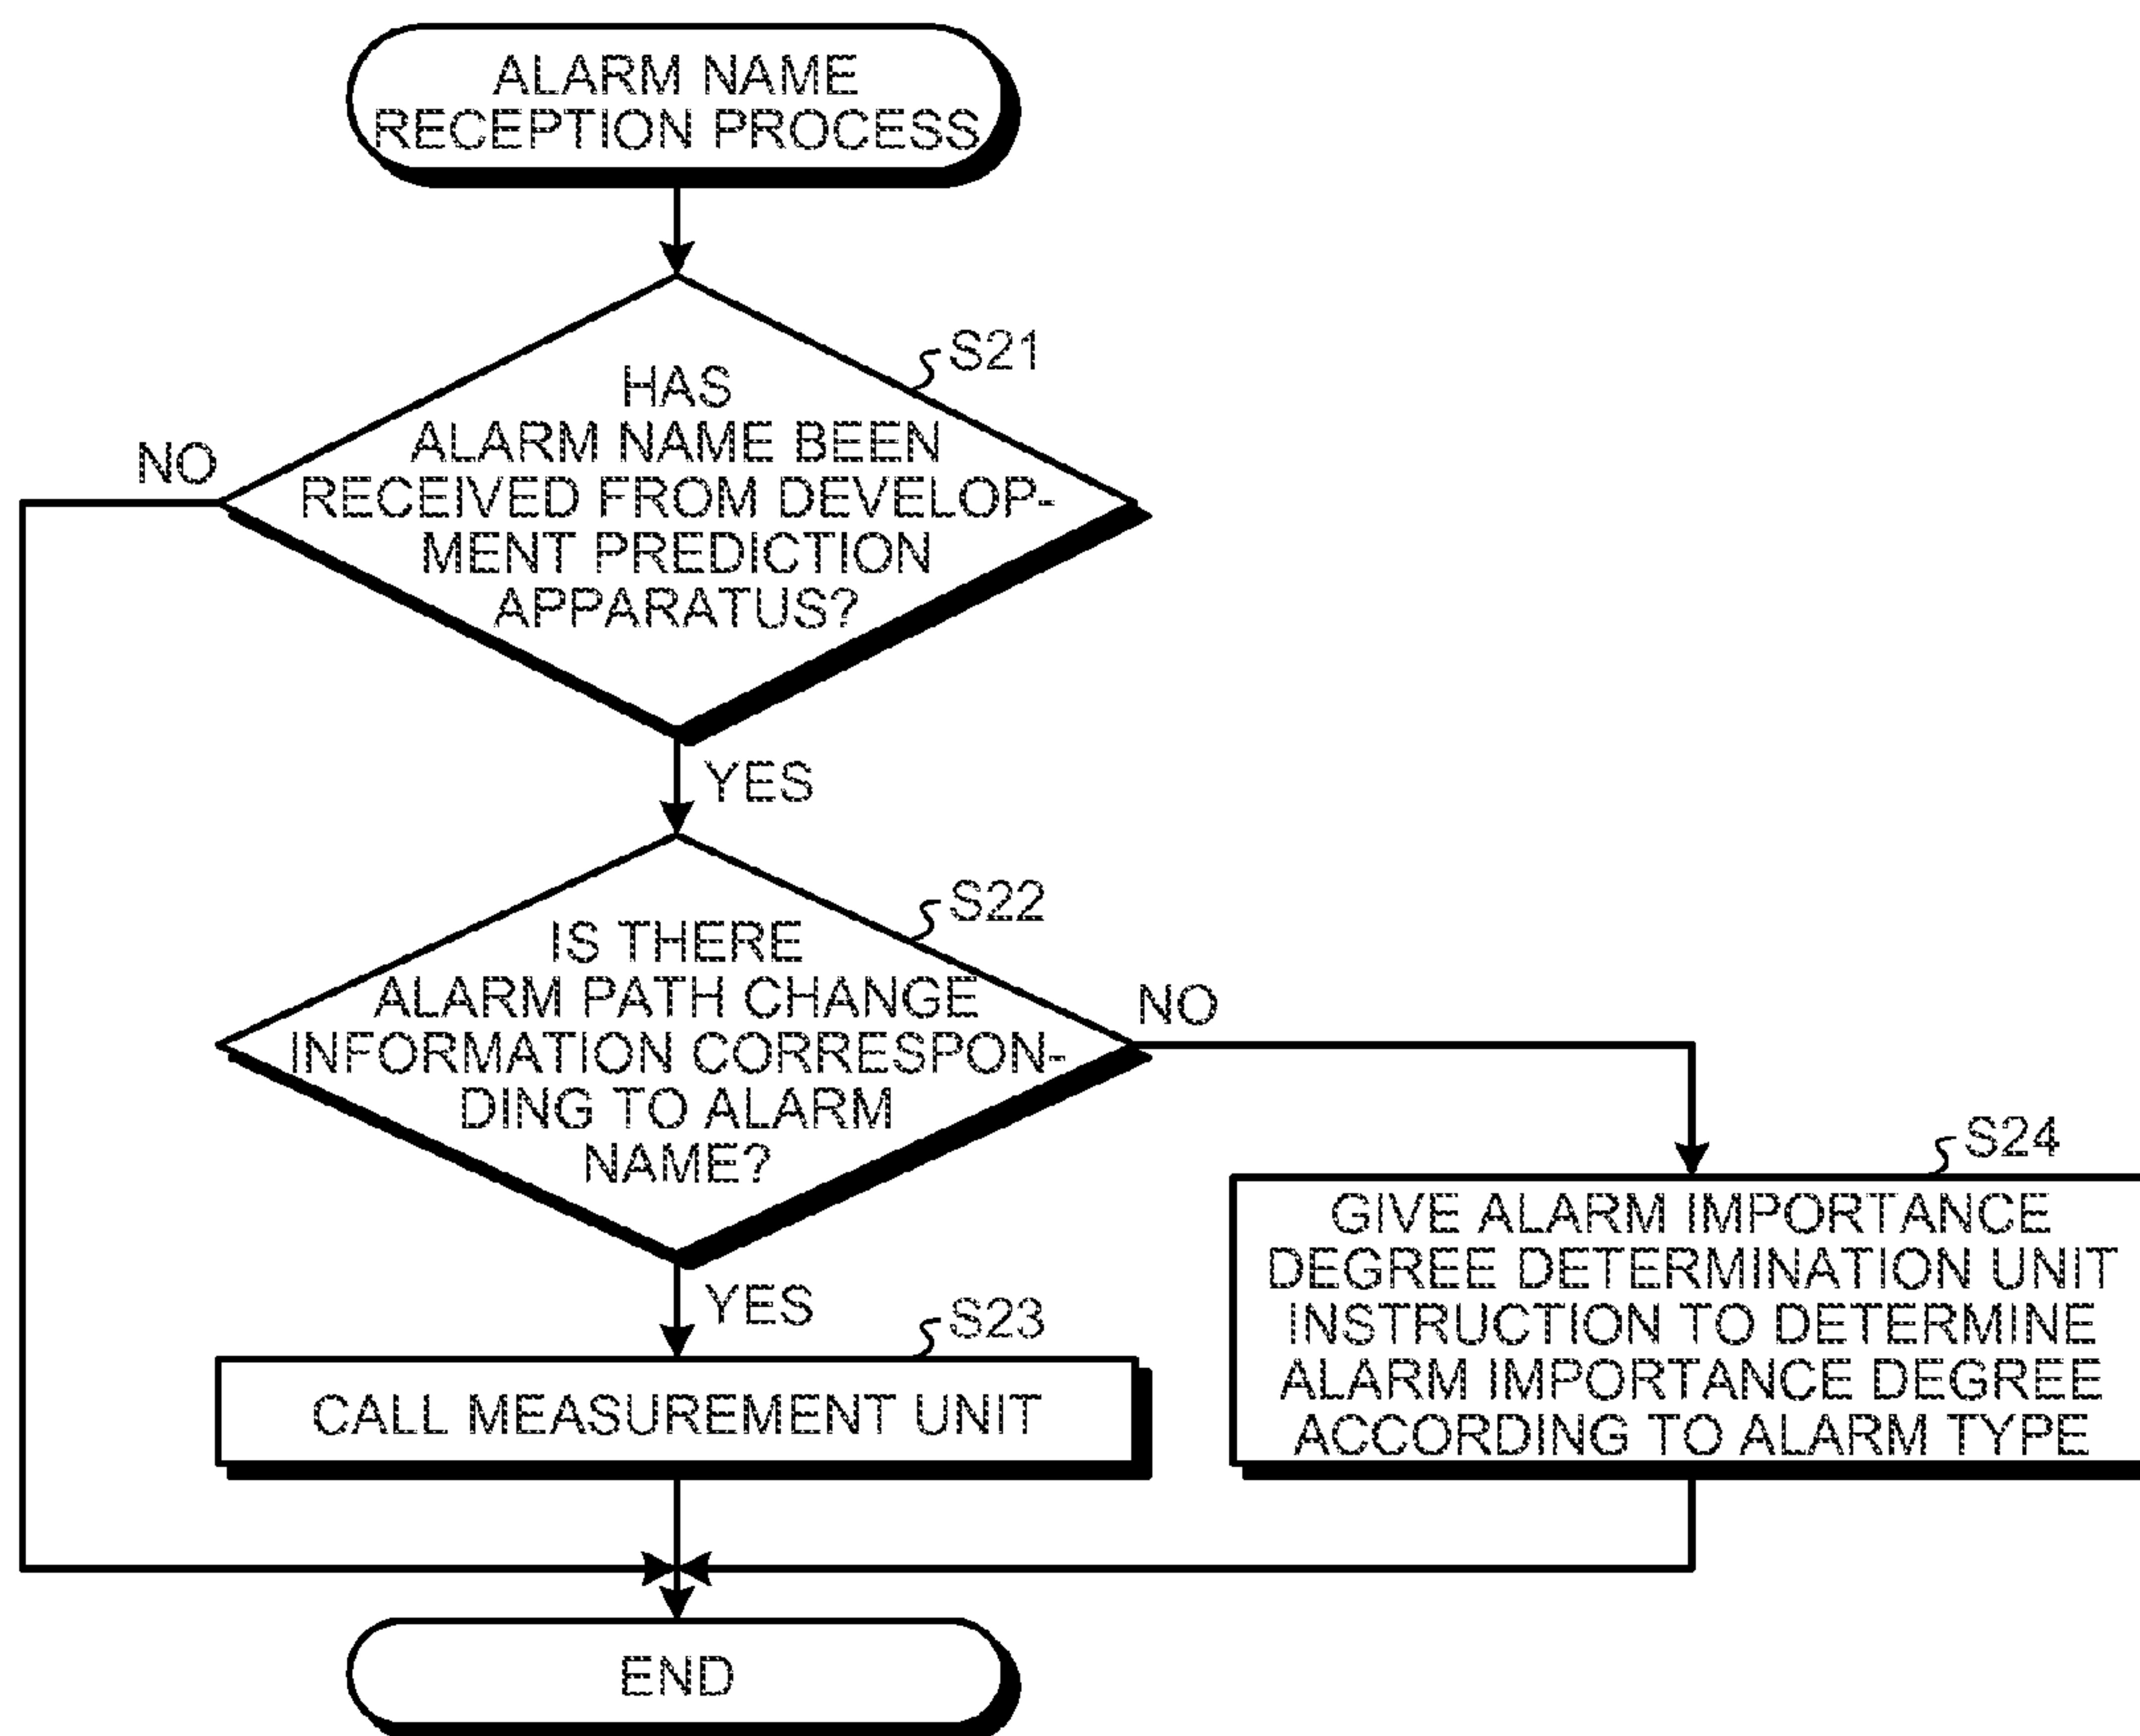 ALARM NAME
RECEPTION PROCESS
S21
HAS
ALARM NAME BEEN
RECEIVED FROM DEVELOP-
MENT PREDICTION
APPARATUS?
NO
YES
S22
IS THERE
ALARM PATH CHANGE
INFORMATION CORRESPON-
DING TO ALARM
NAME?
NO
YES
S23
CALL MEASUREMENT UNIT
S24
GIVE ALARM IMPORTANCE
DEGREE DETERMINATION UNIT
INSTRUCTION TO DETERMINE
ALARM IMPORTANCE DEGREE
ACCORDING TO ALARM TYPE
END